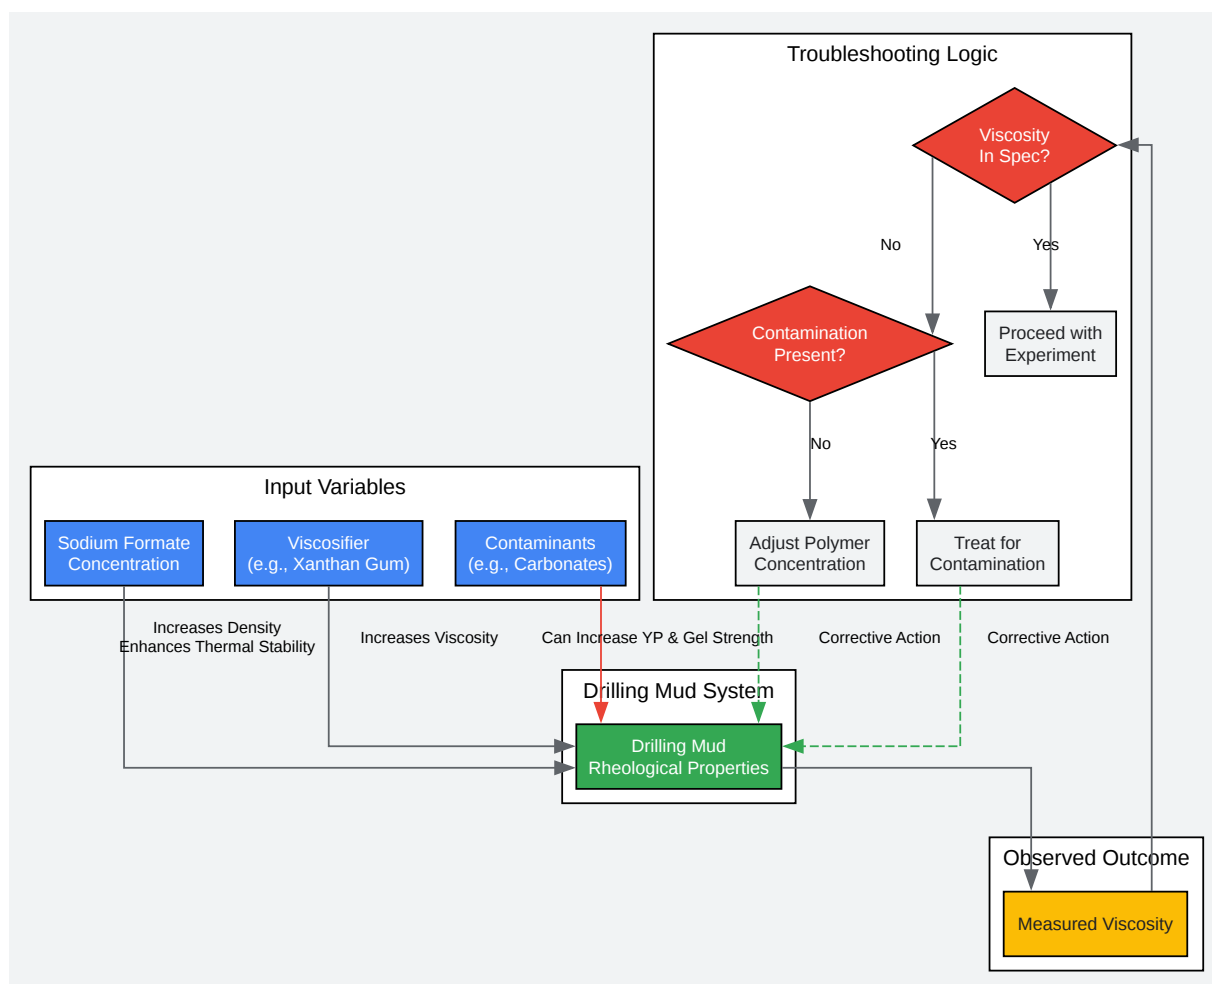 Troubleshooting Logic
Viscosity
In Spec?
No
Yes
Contamination
Present?
Proceed with
Experiment
No
Yes
Input Variables
Sodium Formate
Concentration
Viscosifier
(e.g., Xanthan Gum)
Contaminants
(e.g., Carbonates)
Adjust Polymer
Concentration
Treat for
Contamination
Increases Density
Enhances Thermal Stability
Increases Viscosity
Can Increase YP & Gel Strength
Corrective Action
Corrective Action
Drilling Mud System
Drilling Mud
Rheological Properties
Observed Outcome
Measured Viscosity